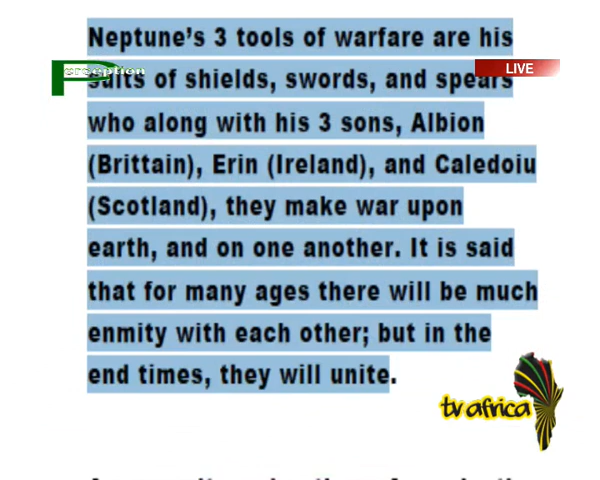 Neptune's 3 tools of warfare are his
Perception
LIVE
suits of shields, swords, and spears
who along with his 3 sons, Albion
(Brittain), Erin (Ireland), and Caledoiu
(Scotland), they make war upon
earth, and on one another. It is said
that for many ages there will be much
enmity with each other; but in the
end times, they will unite.
tv africa